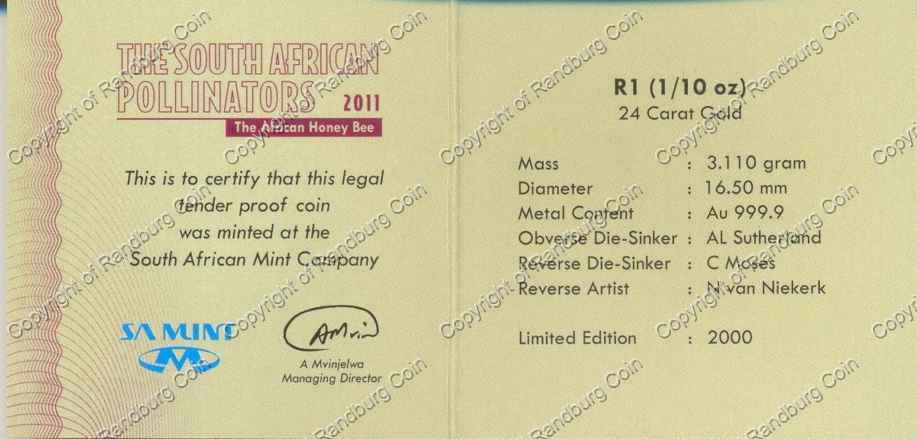 THE SOUTH AFRICAN
POLLINATORS 2011
The African Honey Bee
This is to certify that this legal
tender proof coin
was minted at the
South African Mint Company
SA MINT
AMvin
A Mvinjelwa
Managing Director
R1 (1/10 oz)
24 Carat Gold
Mass : 3.110 gram
Diameter : 16.50 mm
Metal Content : Au 999.9
Obverse Die-Sinker : AL Sutherland
Reverse Die-Sinker : C Moses
Reverse Artist : N van Niekerk
Limited Edition : 2000
Copyright of Randburg Coin